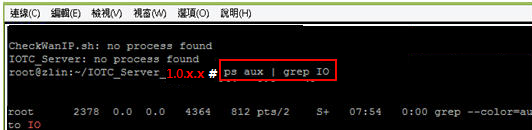 連線(C) 編輯(E) 檢視(V) 視窗(W) 選項(O) 說明(H)
CheckWanIP.sh: no process found
IOTC_Server: no process found
root@zlin:~/IOTC_Server_1.0.x.x # ps aux | grep IO
root 2378 0.0 0.0 4364 812 pts/2 S+ 07:54 0:00 grep --color=au
to IO